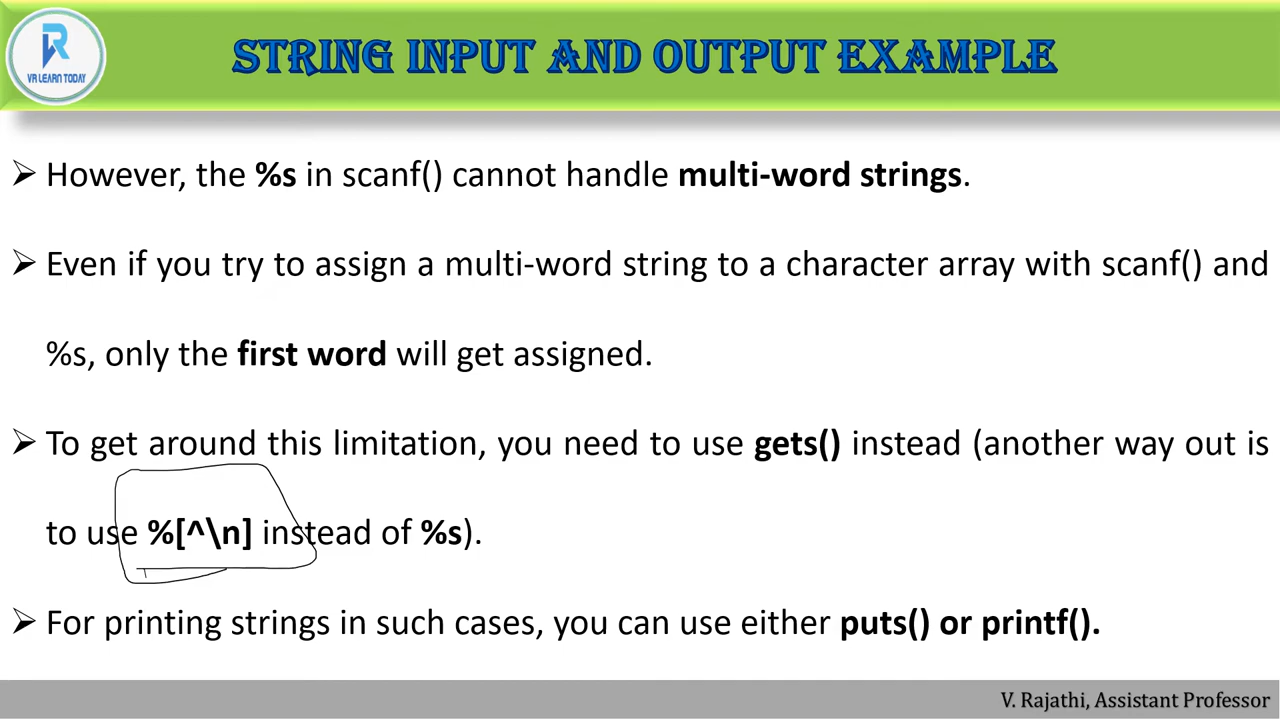 VR LEARN TODAY
STRING INPUT AND OUTPUT EXAMPLE
➢ However, the %s in scanf() cannot handle multi-word strings.
➢ Even if you try to assign a multi-word string to a character array with scanf() and
%s, only the first word will get assigned.
➢ To get around this limitation, you need to use gets() instead (another way out is
to use %[^\n] instead of %s).
➢ For printing strings in such cases, you can use either puts() or printf().
V. Rajathi, Assistant Professor